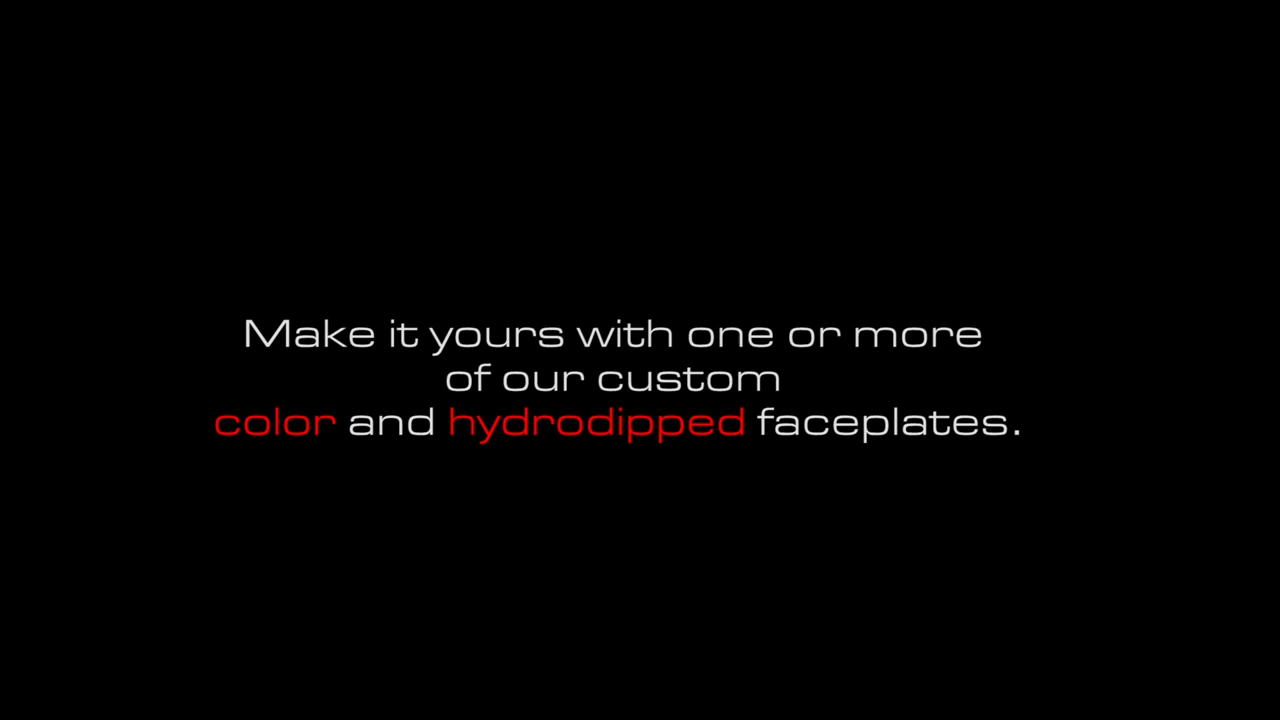 Make it yours with one or more
of our custom
color and hydrodipped faceplates.